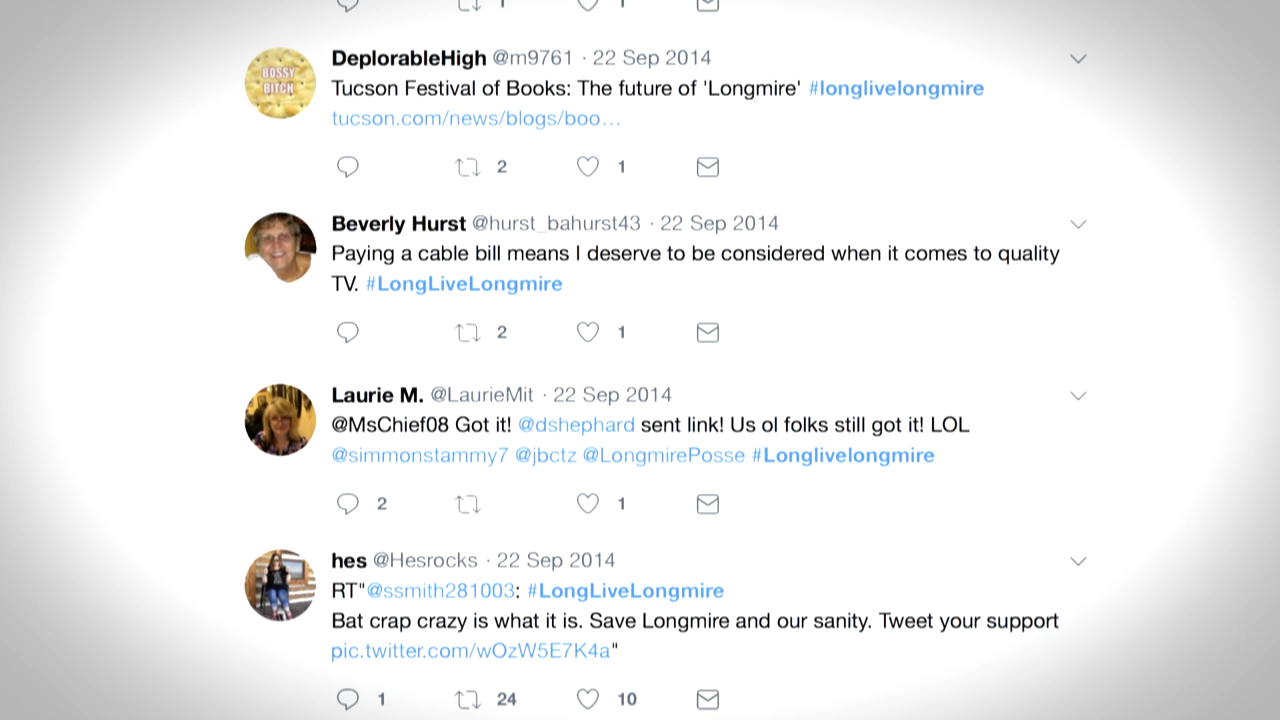 1 1
DeplorableHigh @m9761 · 22 Sep 2014
BOSSY
BITCH
Tucson Festival of Books: The future of 'Longmire' #longlivelongmire
tucson.com/news/blogs/boo…
2 1
Beverly Hurst @hurst_bahurst43 · 22 Sep 2014
Paying a cable bill means I deserve to be considered when it comes to quality
TV. #LongLiveLongmire
2 1
Laurie M. @LaurieMit · 22 Sep 2014
@MsChief08 Got it! @dshephard sent link! Us ol folks still got it! LOL
@simmonstammy7 @jbctz @LongmirePosse #Longlivelongmire
2 1
hes @Hesrocks · 22 Sep 2014
RT"@ssmith281003: #LongLiveLongmire
Bat crap crazy is what it is. Save Longmire and our sanity. Tweet your support
pic.twitter.com/wOzW5E7K4a"
1 24 10